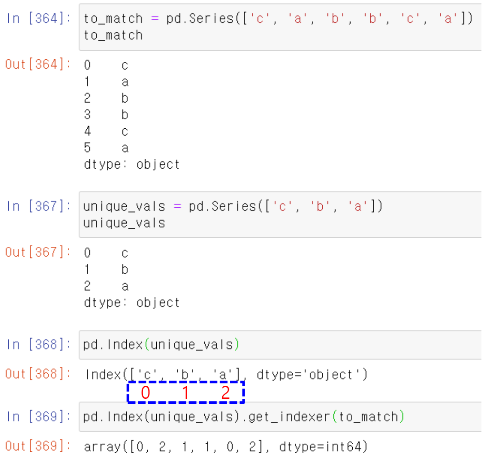 In [364]: to_match = pd.Series(['c', 'a', 'b', 'b', 'c', 'a'])
to_match
Out[364]: 0 c
1 a
2 b
3 b
4 c
5 a
dtype: object
In [367]: unique_vals = pd.Series(['c', 'b', 'a'])
unique_vals
Out[367]: 0 c
1 b
2 a
dtype: object
In [368]: pd.Index(unique_vals)
Out[368]: Index(['c', 'b', 'a'], dtype='object')
0 1 2
In [369]: pd.Index(unique_vals).get_indexer(to_match)
Out[369]: array([0, 2, 1, 1, 0, 2], dtype=int64)